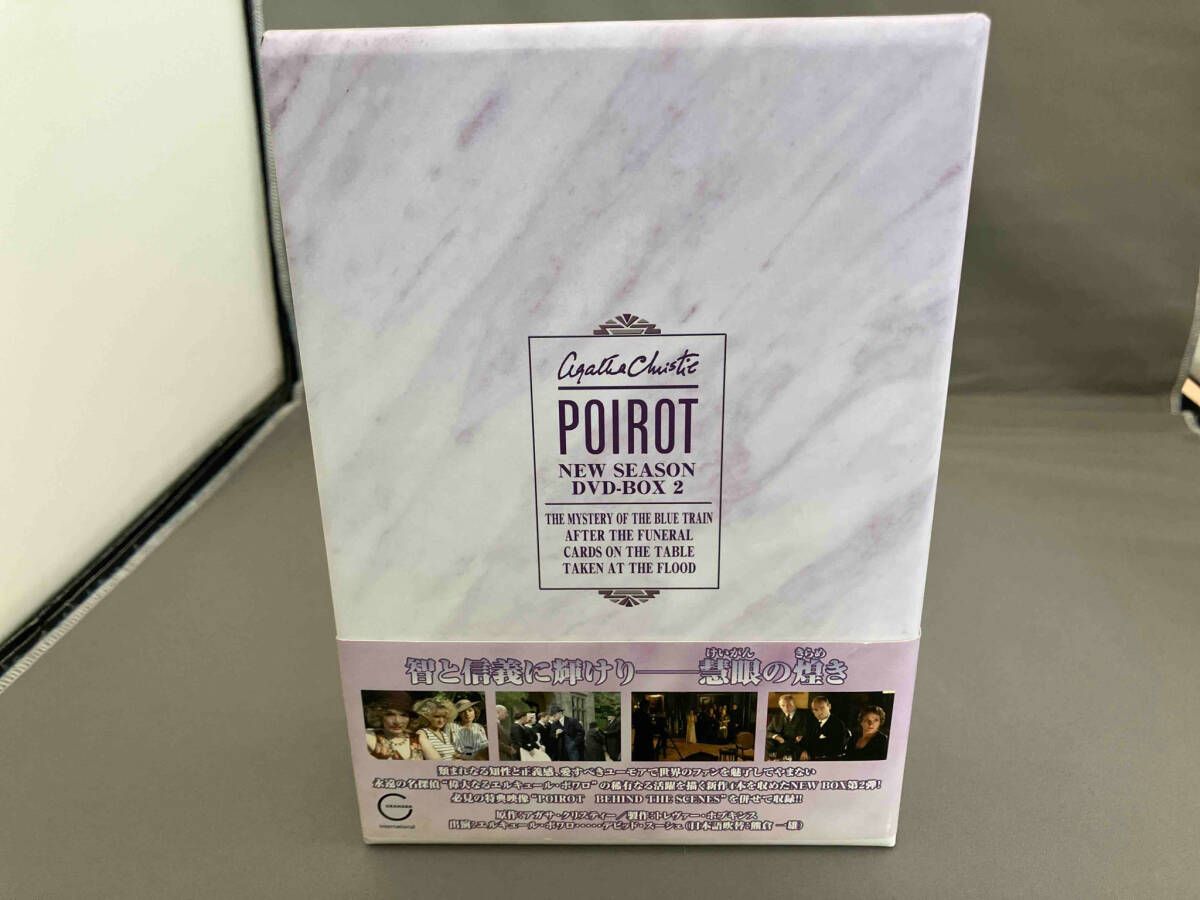 Agatha Christie
POIROT
NEW SEASON
DVD-BOX 2
THE MYSTERY OF THE BLUE TRAIN
AFTER THE FUNERAL
CARDS ON THE TABLE
TAKEN AT THE FLOOD
けいがん きらめ
智と信義に輝けり――慧眼の煌き
類まれなる知性と正義感、愛すべきユーモアで世界のファンを魅了してやまない
永遠の名探偵“偉大なるエルキュール・ポワロ”の稀有なる活躍を描く新作4本を収めたNEW BOX第2弾!
必見の特典映像“POIROT BEHIND THE SCENES”を併せて収録!!
GRANADA
International
原作:アガサ・クリスティー/製作:トレヴァー・ホプキンス
出演:エルキュール・ポワロ‥‥‥デビッド・スーシェ(日本語吹替:熊倉一雄)